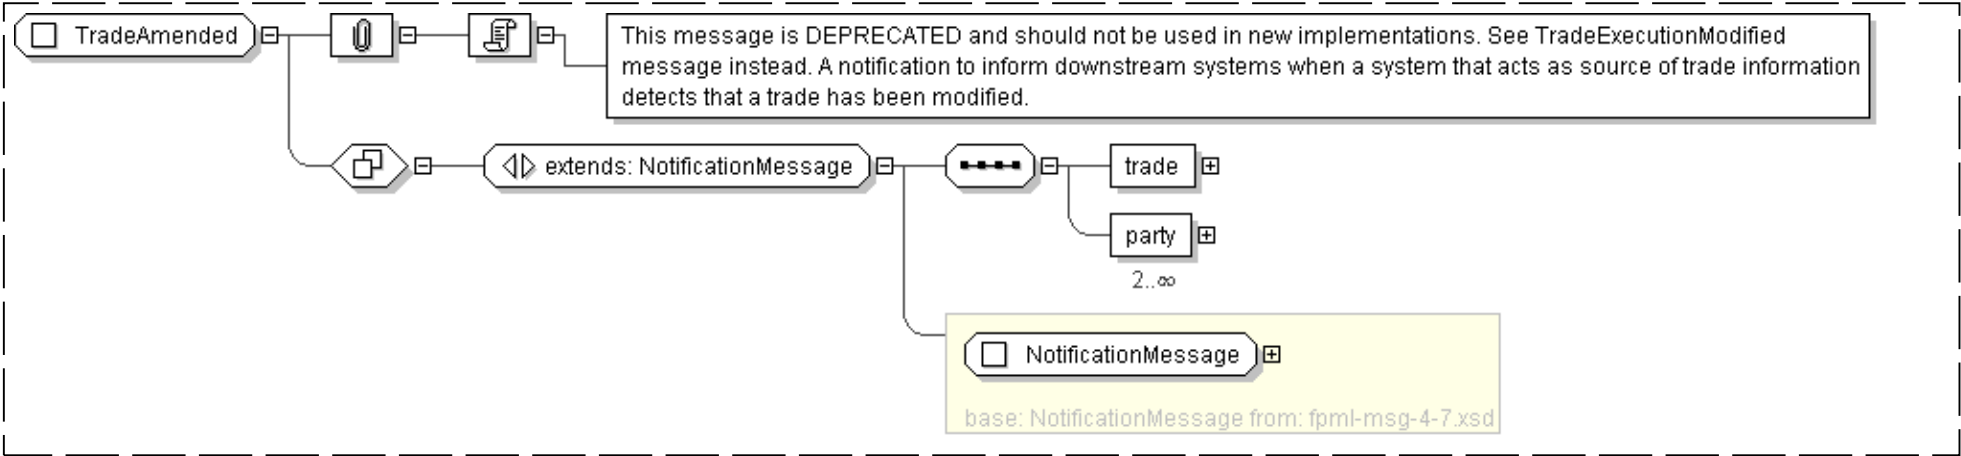 TradeAmended
This message is DEPRECATED and should not be used in new implementations. See TradeExecutionModified
message instead. A notification to inform downstream systems when a system that acts as source of trade information
detects that a trade has been modified.
extends: NotificationMessage
trade
party
2..∞
NotificationMessage
base: NotificationMessage from: fpml-msg-4-7.xsd